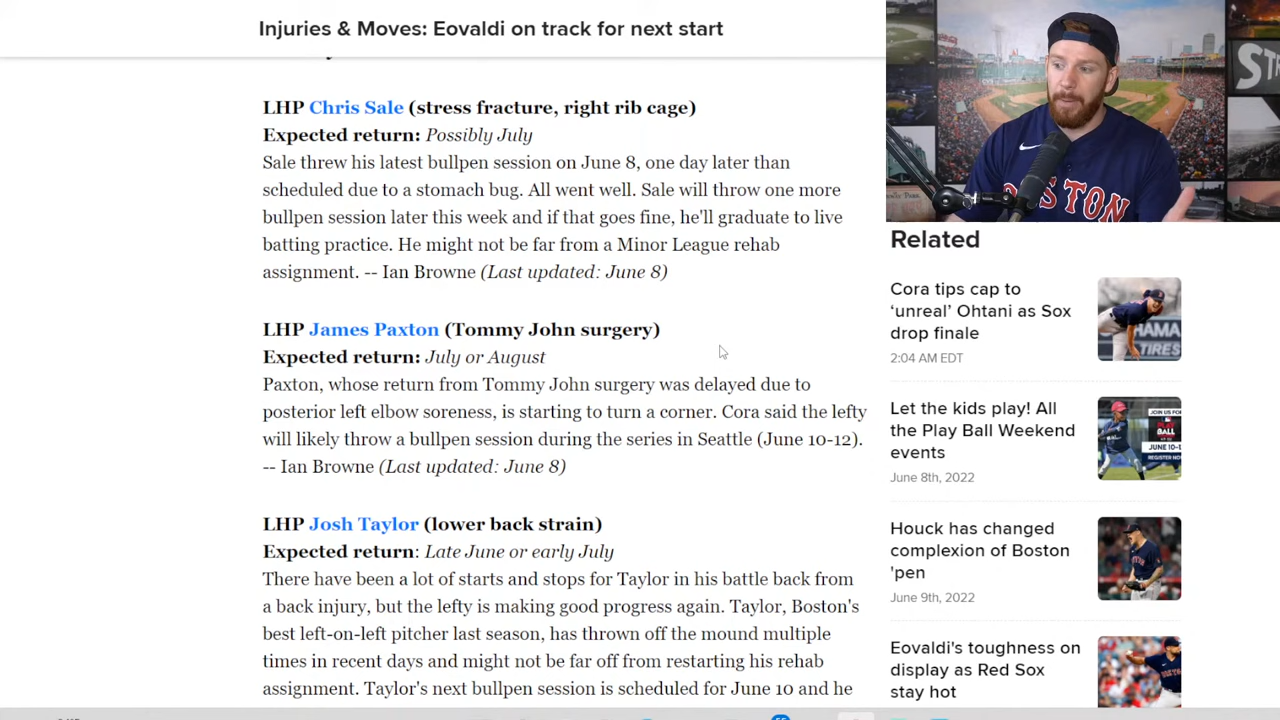 Injuries & Moves: Eovaldi on track for next start
LHP Chris Sale (stress fracture, right rib cage)
Expected return: Possibly July
Sale threw his latest bullpen session on June 8, one day later than
scheduled due to a stomach bug. All went well. Sale will throw one more
bullpen session later this week and if that goes fine, he'll graduate to live
batting practice. He might not be far from a Minor League rehab
assignment. -- Ian Browne (Last updated: June 8)
LHP James Paxton (Tommy John surgery)
Expected return: July or August
Paxton, whose return from Tommy John surgery was delayed due to
posterior left elbow soreness, is starting to turn a corner. Cora said the lefty
will likely throw a bullpen session during the series in Seattle (June 10-12).
-- Ian Browne (Last updated: June 8)
LHP Josh Taylor (lower back strain)
Expected return: Late June or early July
There have been a lot of starts and stops for Taylor in his battle back from
a back injury, but the lefty is making good progress again. Taylor, Boston's
best left-on-left pitcher last season, has thrown off the mound multiple
times in recent days and might not be far off from restarting his rehab
assignment. Taylor's next bullpen session is scheduled for June 10 and he
BOSTON
Related
Cora tips cap to
‘unreal’ Ohtani as Sox
drop finale
2:04 AM EDT
Let the kids play! All
the Play Ball Weekend
events
June 8th, 2022
JOIN US FO
PLAY
BALL
JUNE 10-1
REGISTER NO
Houck has changed
complexion of Boston
'pen
June 9th, 2022
Eovaldi's toughness on
display as Red Sox
stay hot